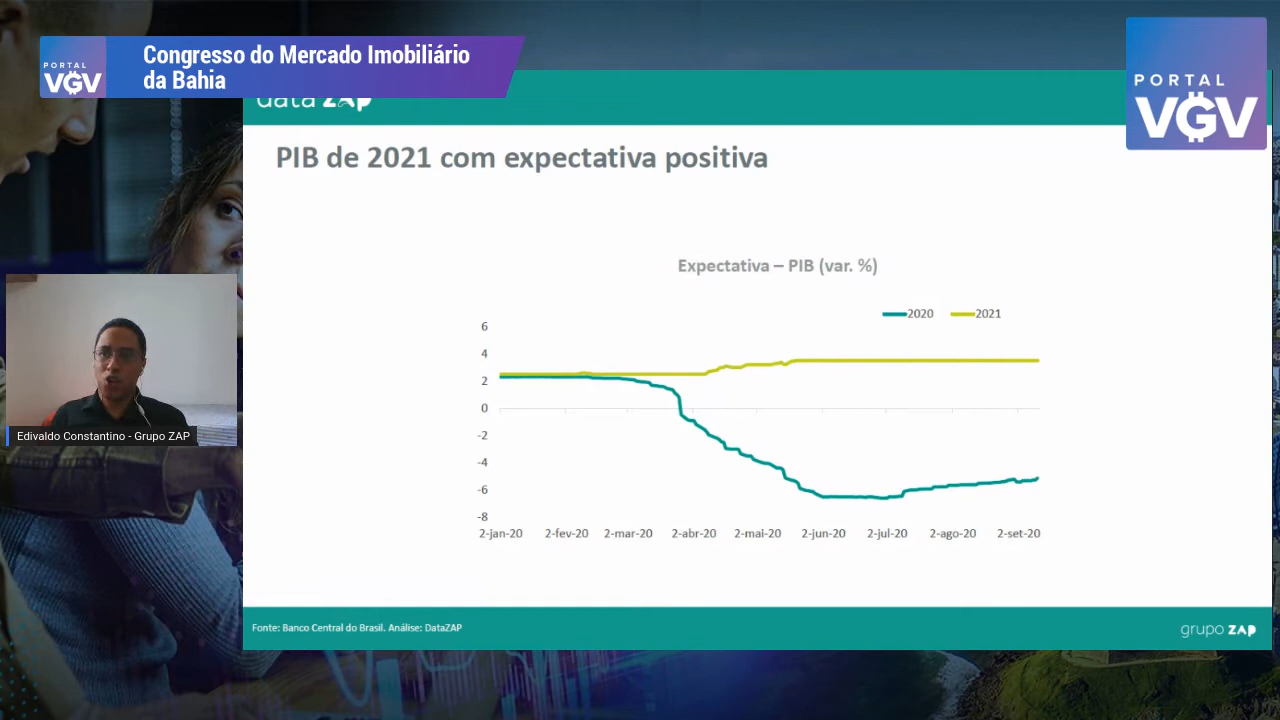 PORTAL
VGV
Congresso do Mercado Imobiliário
da Bahia
PORTAL
VGV
data ZAP
PIB de 2021 com expectativa positiva
Expectativa – PIB (var. %)
2020 2021
6
4
2
0
-2
-4
-6
-8
2-jan-20 2-fev-20 2-mar-20 2-abr-20 2-mai-20 2-jun-20 2-jul-20 2-ago-20 2-set-20
Edivaldo Constantino - Grupo ZAP
Fonte: Banco Central do Brasil. Análise: DataZAP
grupo ZAP